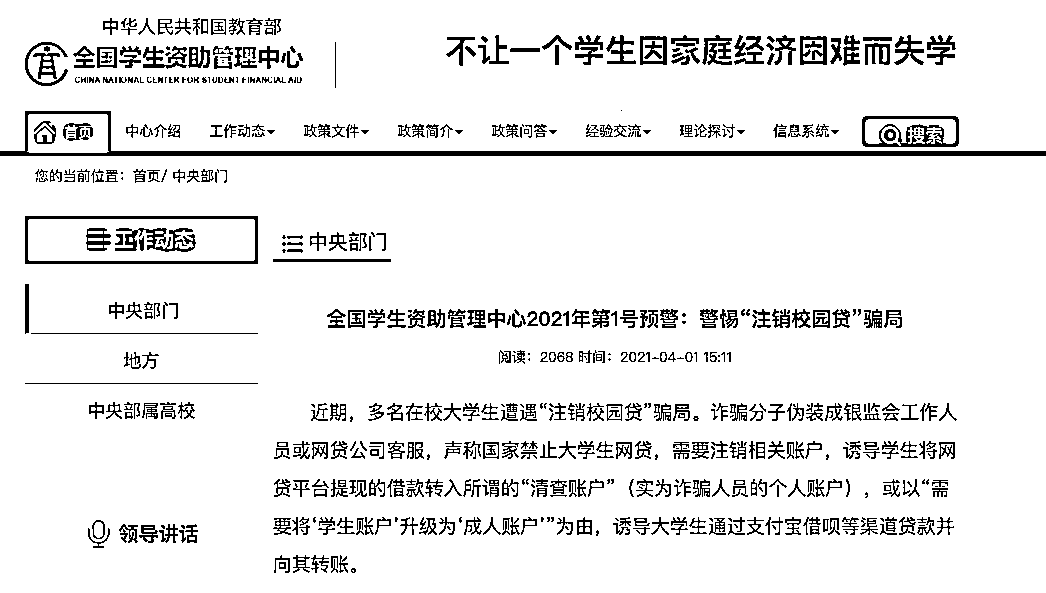 中华人民共和国教育部
全国学生资助管理中心
CHINA NATIONAL CENTER FOR STUDENT FINANCIAL AID
不让一个学生因家庭经济困难而失学
首页 中心介绍 工作动态 政策文件 政策简介 政策问答 经验交流 理论探讨 信息系统 搜索
您的当前位置：首页/ 中央部门
工作动态
中央部门
地方
中央部属高校
领导讲话
中央部门
全国学生资助管理中心2021年第1号预警：警惕“注销校园贷”骗局
阅读：2068 时间：2021-04-01 15:11
近期，多名在校大学生遭遇“注销校园贷”骗局。诈骗分子伪装成银监会工作人
员或网贷公司客服，声称国家禁止大学生网贷，需要注销相关账户，诱导学生将网
贷平台提现的借款转入所谓的“清查账户”（实为诈骗人员的个人账户），或以“需
要将‘学生账户’升级为‘成人账户’”为由，诱导大学生通过支付宝借呗等渠道贷款并
向其转账。